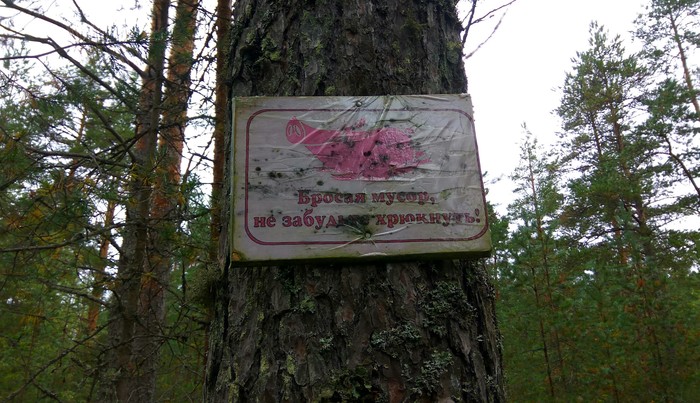 Бросая мусор,
не забудьте хрюкнуть!